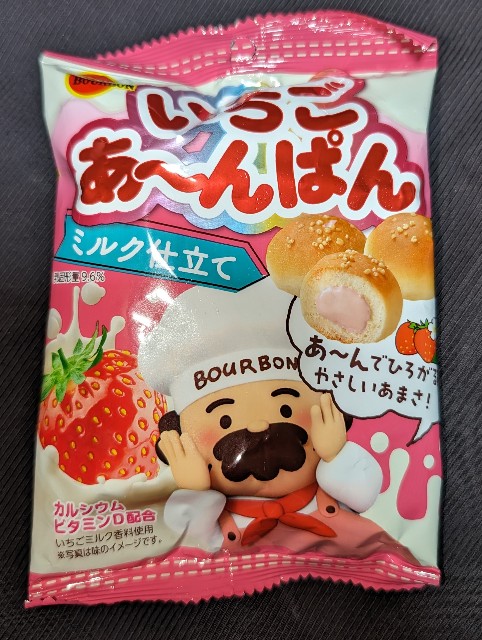 BOURBON
いちご
あ〜んぱん
ミルク仕立て
9.6%
あ〜んでひろがる
やさしいあまさ!
BOURBON
カルシウム
ビタミンD配合
いちごミルク香料使用
※写真は味のイメージです。